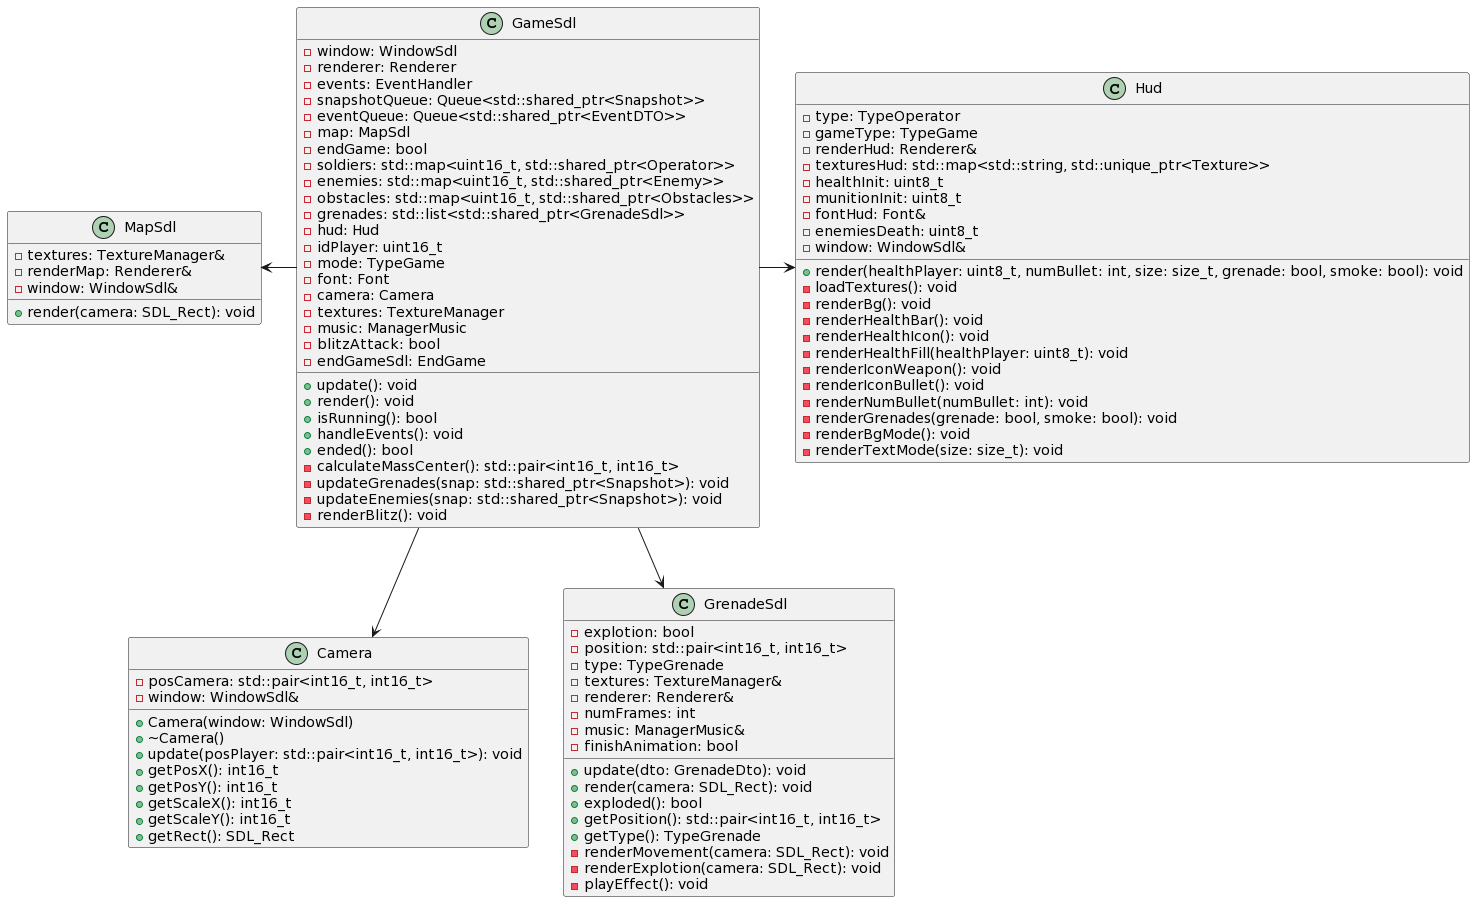 C GameSdl
window: WindowSdl
renderer: Renderer
events: EventHandler
snapshotQueue: Queue<std::shared_ptr<Snapshot>>
eventQueue: Queue<std::shared_ptr<EventDTO>>
map: MapSdl
endGame: bool
soldiers: std::map<uint16_t, std::shared_ptr<Operator>>
enemies: std::map<uint16_t, std::shared_ptr<Enemy>>
obstacles: std::map<uint16_t, std::shared_ptr<Obstacles>>
grenades: std::list<std::shared_ptr<GrenadeSdl>>
hud: Hud
idPlayer: uint16_t
mode: TypeGame
font: Font
camera: Camera
textures: TextureManager
music: ManagerMusic
blitzAttack: bool
endGameSdl: EndGame
update(): void
render(): void
isRunning(): bool
handleEvents(): void
ended(): bool
calculateMassCenter(): std::pair<int16_t, int16_t>
updateGrenades(snap: std::shared_ptr<Snapshot>): void
updateEnemies(snap: std::shared_ptr<Snapshot>): void
renderBlitz(): void
C Hud
type: TypeOperator
gameType: TypeGame
renderHud: Renderer&
texturesHud: std::map<std::string, std::unique_ptr<Texture>>
healthInit: uint8_t
munitionInit: uint8_t
fontHud: Font&
enemiesDeath: uint8_t
window: WindowSdl&
render(healthPlayer: uint8_t, numBullet: int, size: size_t, grenade: bool, smoke: bool): void
loadTextures(): void
renderBg(): void
renderHealthBar(): void
renderHealthIcon(): void
renderHealthFill(healthPlayer: uint8_t): void
renderIconWeapon(): void
renderIconBullet(): void
renderNumBullet(numBullet: int): void
renderGrenades(grenade: bool, smoke: bool): void
renderBgMode(): void
renderTextMode(size: size_t): void
C MapSdl
textures: TextureManager&
renderMap: Renderer&
window: WindowSdl&
render(camera: SDL_Rect): void
C Camera
posCamera: std::pair<int16_t, int16_t>
window: WindowSdl&
Camera(window: WindowSdl)
~Camera()
update(posPlayer: std::pair<int16_t, int16_t>): void
getPosX(): int16_t
getPosY(): int16_t
getScaleX(): int16_t
getScaleY(): int16_t
getRect(): SDL_Rect
C GrenadeSdl
explotion: bool
position: std::pair<int16_t, int16_t>
type: TypeGrenade
textures: TextureManager&
renderer: Renderer&
numFrames: int
music: ManagerMusic&
finishAnimation: bool
update(dto: GrenadeDto): void
render(camera: SDL_Rect): void
exploded(): bool
getPosition(): std::pair<int16_t, int16_t>
getType(): TypeGrenade
renderMovement(camera: SDL_Rect): void
renderExplotion(camera: SDL_Rect): void
playEffect(): void